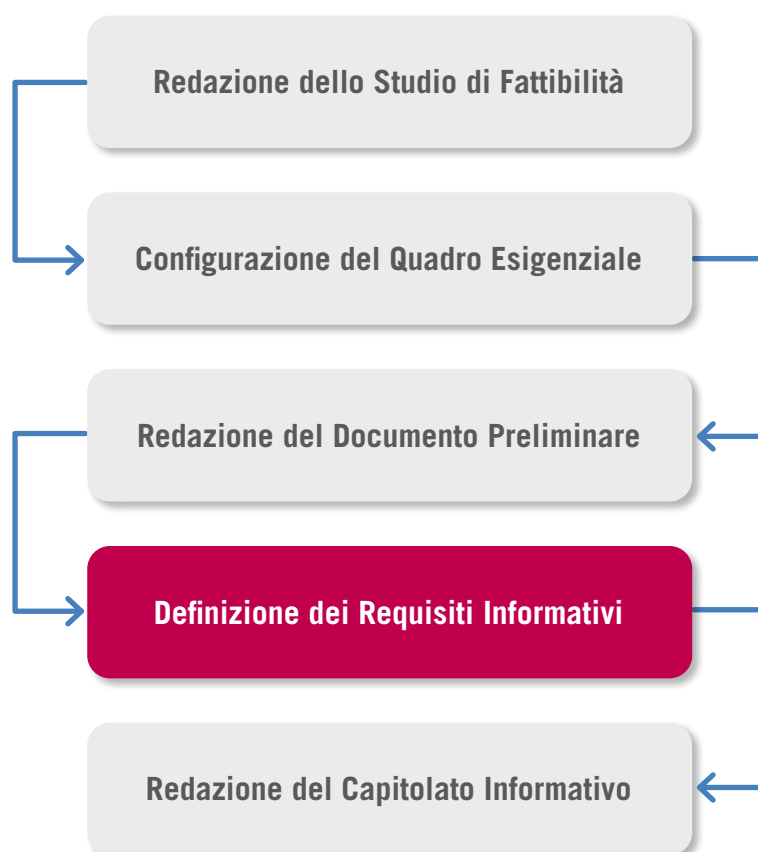 Redazione dello Studio di Fattibilità
Configurazione del Quadro Esigenziale
Redazione del Documento Preliminare
Definizione dei Requisiti Informativi
Redazione del Capitolato Informativo